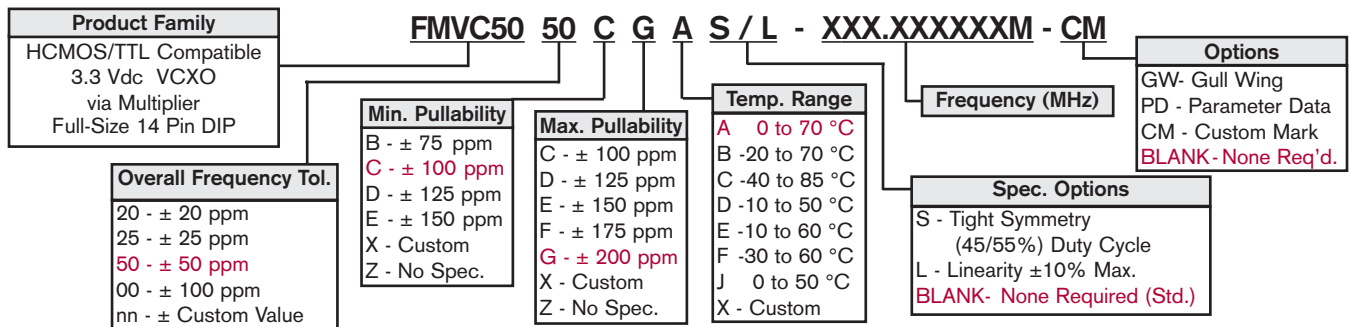 FMVC50 50 C G A S / L - XXX.XXXXXXM - CM
Product Family
HCMOS/TTL Compatible
3.3 Vdc VCXO
via Multiplier
Full-Size 14 Pin DIP
Overall Frequency Tol.
20 - ± 20 ppm
25 - ± 25 ppm
50 - ± 50 ppm
00 - ± 100 ppm
nn - ± Custom Value
Min. Pullability
B - ± 75 ppm
C - ± 100 ppm
D - ± 125 ppm
E - ± 150 ppm
X - Custom
Z - No Spec.
Max. Pullability
C - ± 100 ppm
D - ± 125 ppm
E - ± 150 ppm
F - ± 175 ppm
G - ± 200 ppm
X - Custom
Z - No Spec.
Temp. Range
A 0 to 70 °C
B -20 to 70 °C
C -40 to 85 °C
D -10 to 50 °C
E -10 to 60 °C
F -30 to 60 °C
J 0 to 50 °C
X - Custom
Frequency (MHz)
Spec. Options
S - Tight Symmetry
(45/55%) Duty Cycle
L - Linearity ±10% Max.
BLANK- None Required (Std.)
Options
GW- Gull Wing
PD - Parameter Data
CM - Custom Mark
BLANK - None Req'd.